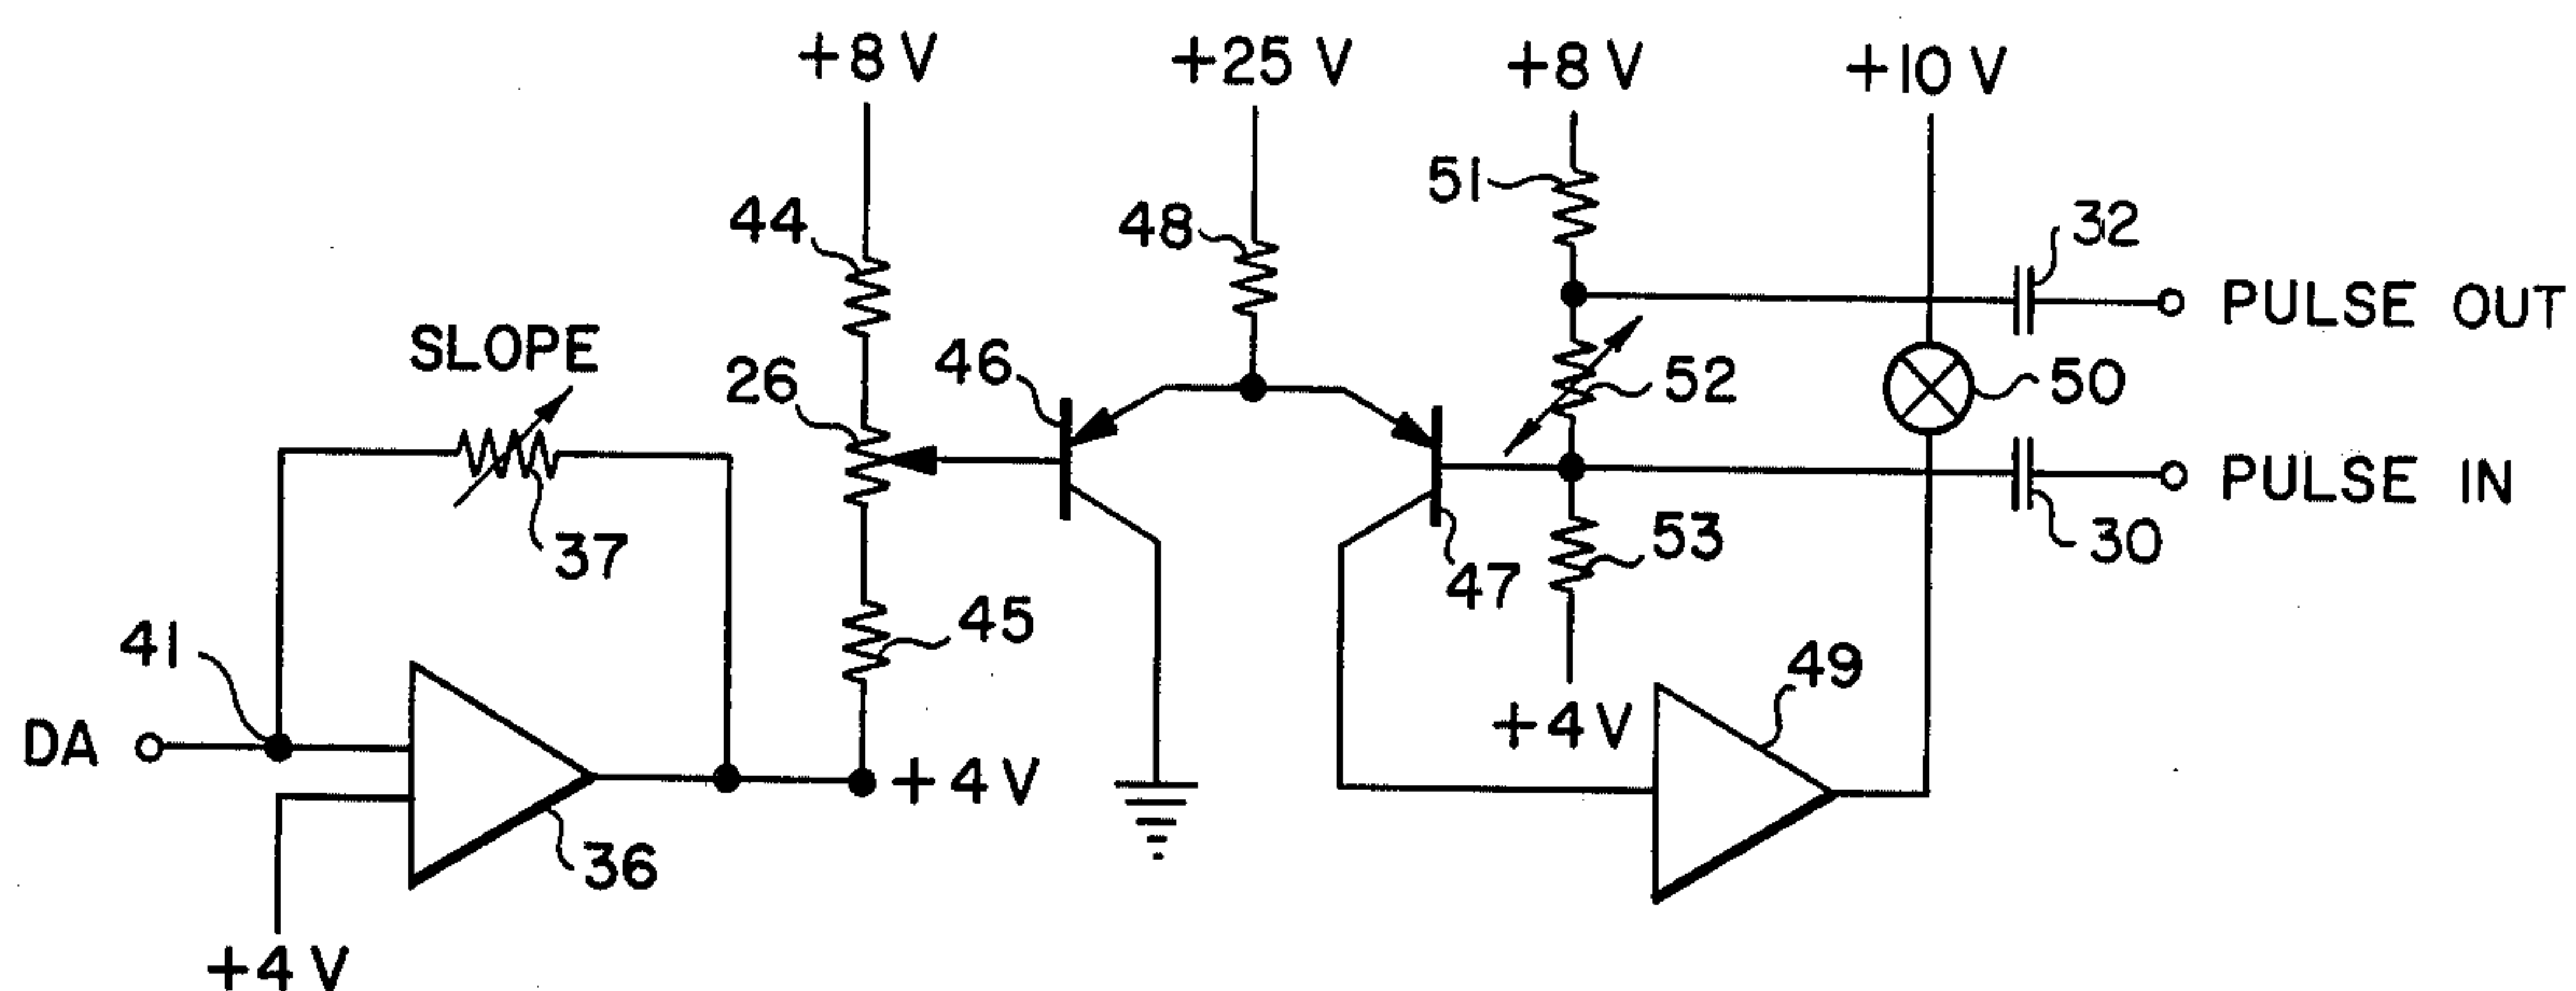 +8 V
+25 V
+8 V
+10 V
51
44
48
32
PULSE OUT
SLOPE
26
46
52
50
37
53
PULSE IN
30
47
41
45
49
DA
+4 V
+4 V
36
+4 V